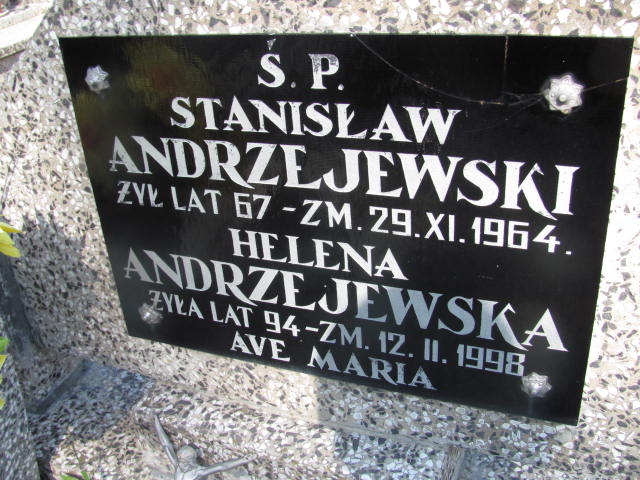 Ś. P.
STANISŁAW
ANDRZEJEWSKI
ŻYŁ LAT 67 - ZM. 29. XI. 1964.
HELENA
ANDRZEJEWSKA
ŻYŁA LAT 94 - ZM. 12. II. 1998
AVE MARIA